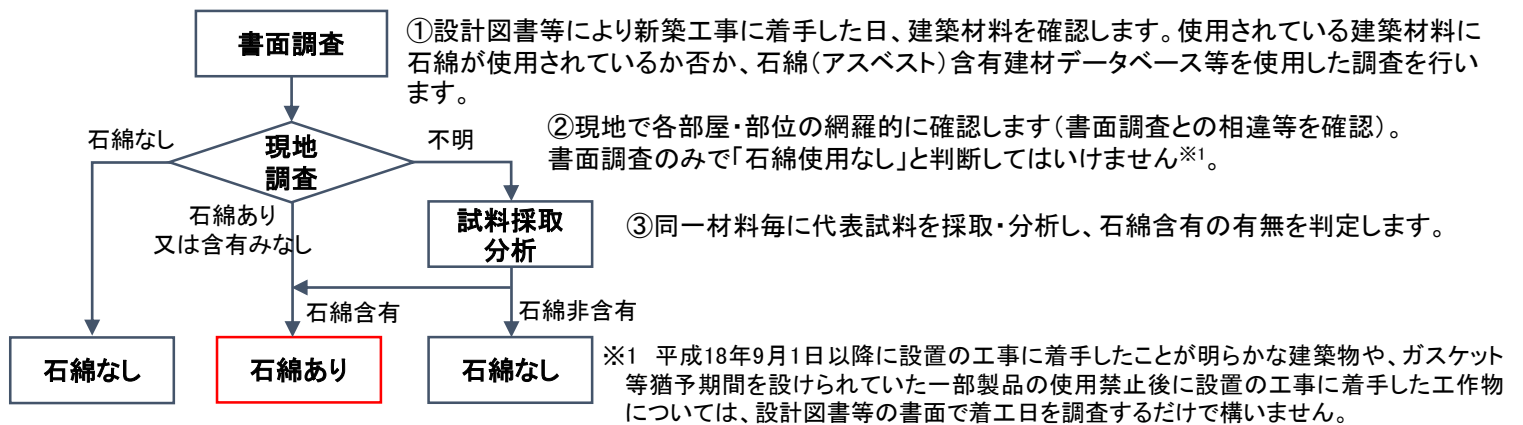 書面調査
①設計図書等により新築工事に着手した日、建築材料を確認します。使用されている建築材料に
石綿が使用されているか否か、石綿（アスベスト）含有建材データベース等を使用した調査を行い
ます。
石綿なし
現地
調査
不明
②現地で各部屋・部位の網羅的に確認します（書面調査との相違等を確認）。
書面調査のみで「石綿使用なし」と判断してはいけません※1。
石綿あり
又は含有みなし
試料採取
分析
③同一材料毎に代表試料を採取・分析し、石綿含有の有無を判定します。
石綿含有
石綿非含有
石綿なし
石綿あり
石綿なし
※1　平成18年9月1日以降に設置の工事に着手したことが明らかな建築物や、ガスケット
等猶予期間を設けられていた一部製品の使用禁止後に設置の工事に着手した工作物
については、設計図書等の書面で着工日を調査するだけで構いません。